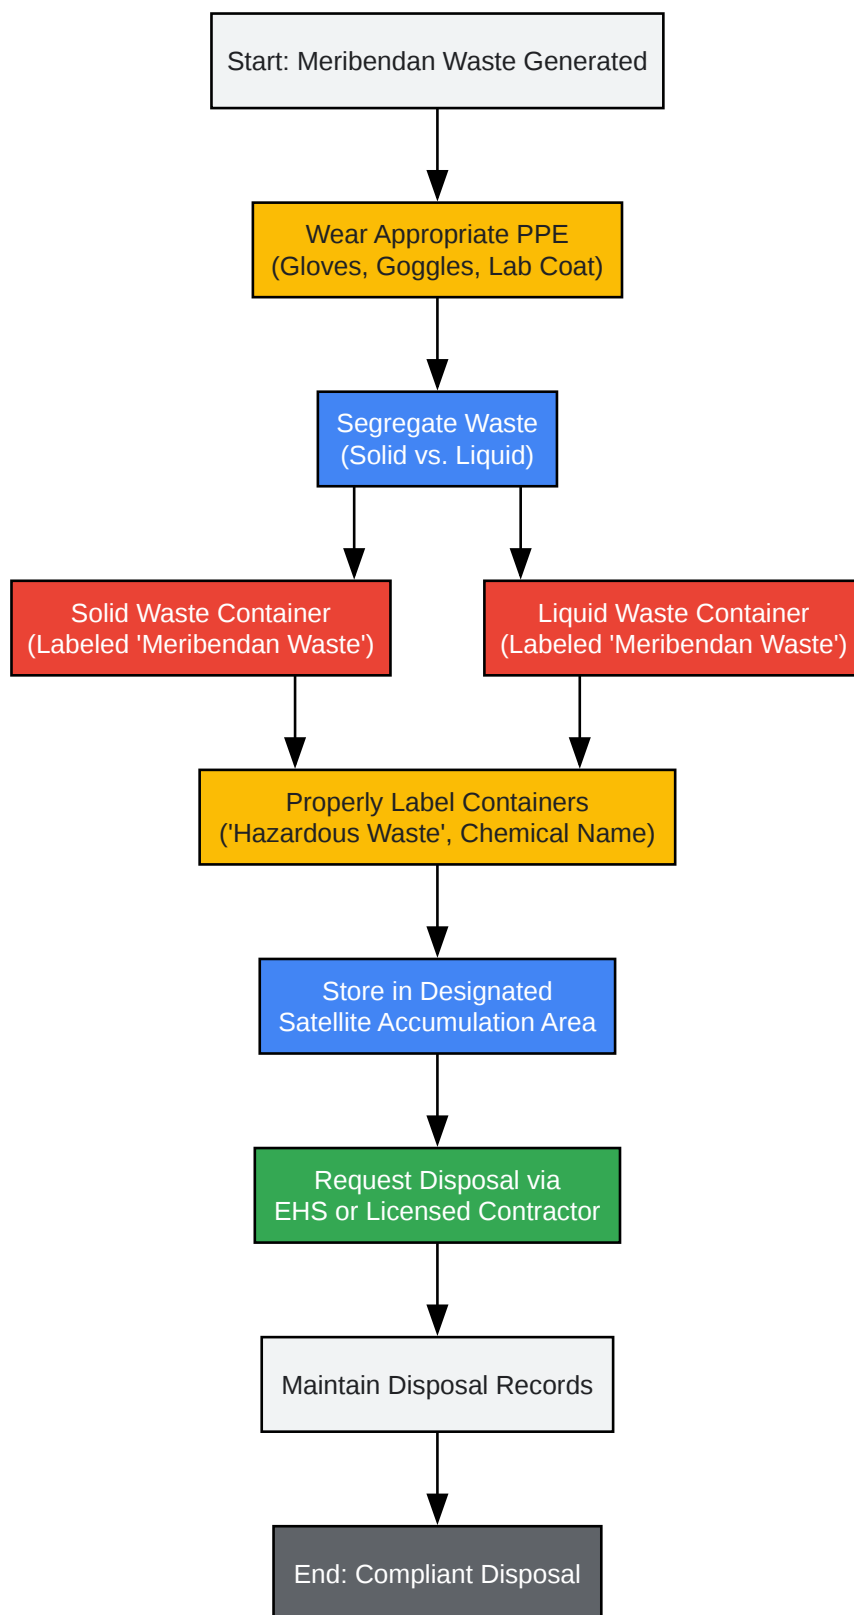 Start: Meribendan Waste Generated
Wear Appropriate PPE
(Gloves, Goggles, Lab Coat)
Segregate Waste
(Solid vs. Liquid)
Solid Waste Container
(Labeled 'Meribendan Waste')
Liquid Waste Container
(Labeled 'Meribendan Waste')
Properly Label Containers
('Hazardous Waste', Chemical Name)
Store in Designated
Satellite Accumulation Area
Request Disposal via
EHS or Licensed Contractor
Maintain Disposal Records
End: Compliant Disposal